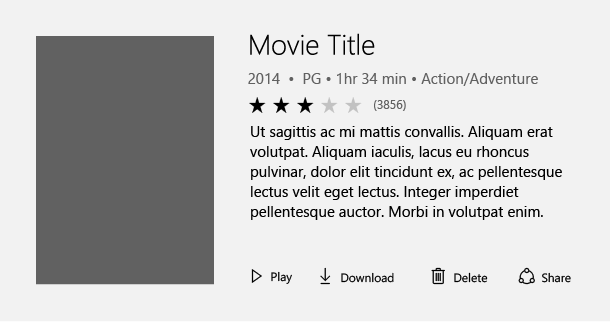 Movie Title
2014 • PG • 1hr 34 min • Action/Adventure
(3856)
Ut sagittis ac mi mattis convallis. Aliquam erat
volutpat. Aliquam iaculis, lacus eu rhoncus
pulvinar, dolor elit tincidunt ex, ac pellentesque
lectus velit eget lectus. Integer imperdiet
pellentesque auctor. Morbi in volutpat enim.
Play Download Delete Share